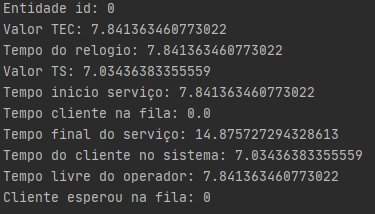 Entidade id: 0
Valor TEC: 7.841363460773022
Tempo do relogio: 7.841363460773022
Valor TS: 7.03436383355559
Tempo inicio serviço: 7.841363460773022
Tempo cliente na fila: 0.0
Tempo final do serviço: 14.875727294328613
Tempo do cliente no sistema: 7.03436383355559
Tempo livre do operador: 7.841363460773022
Cliente esperou na fila: 0